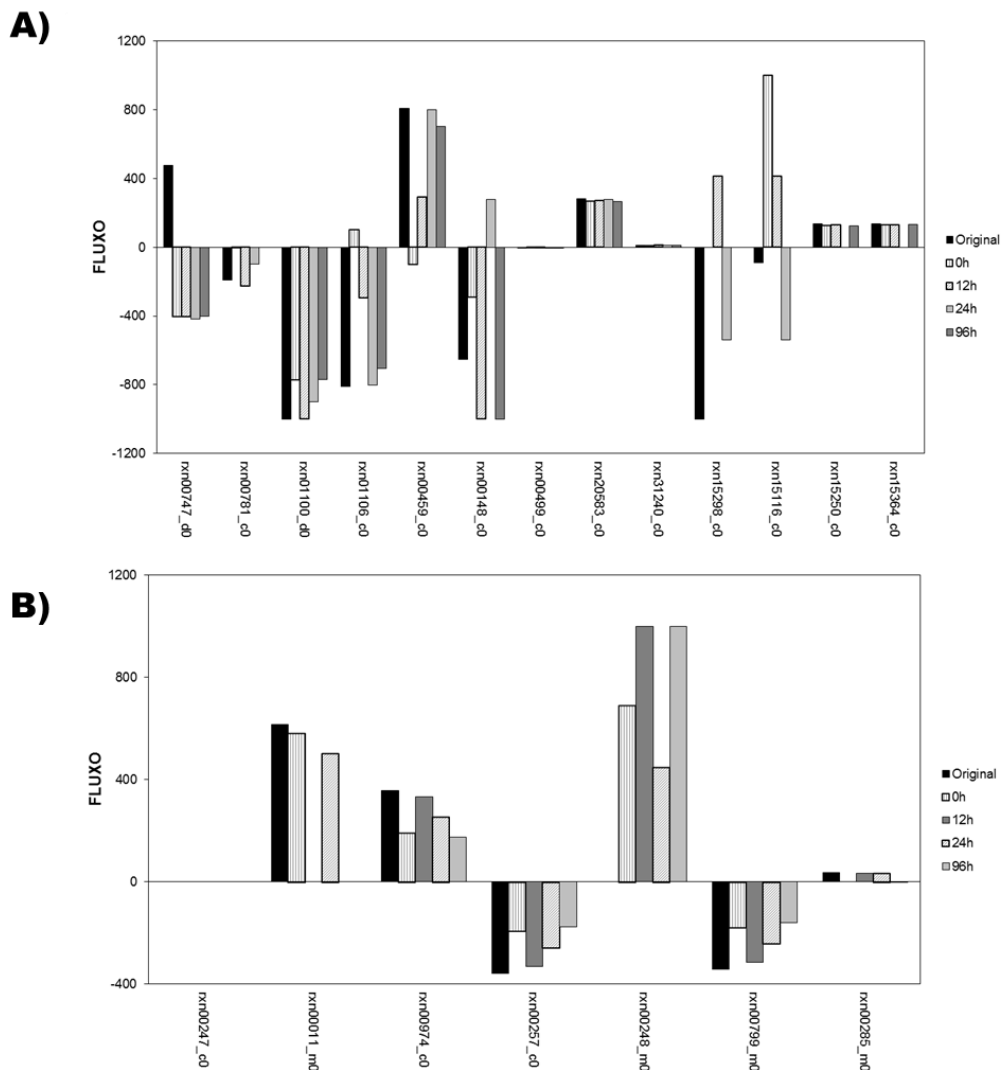 A)
1200
800
400
0
-400
-800
-1200
FLUXO
rxn00747_d0
rxn00781_c0
rxn01100_d0
rxn01106_c0
rxn00459_c0
rxn00148_c0
rxn00499_c0
rxn20583_c0
rxn31240_c0
rxn15298_c0
rxn15116_c0
rxn15250_c0
rxn15364_c0
Original
0h
12h
24h
96h
B)
1200
800
400
0
-400
FLUXO
rxn00247_c0
rxn00011_m0
rxn00974_c0
rxn00257_c0
rxn00248_m0
rxn00799_m0
rxn00285_m0
Original
0h
12h
24h
96h